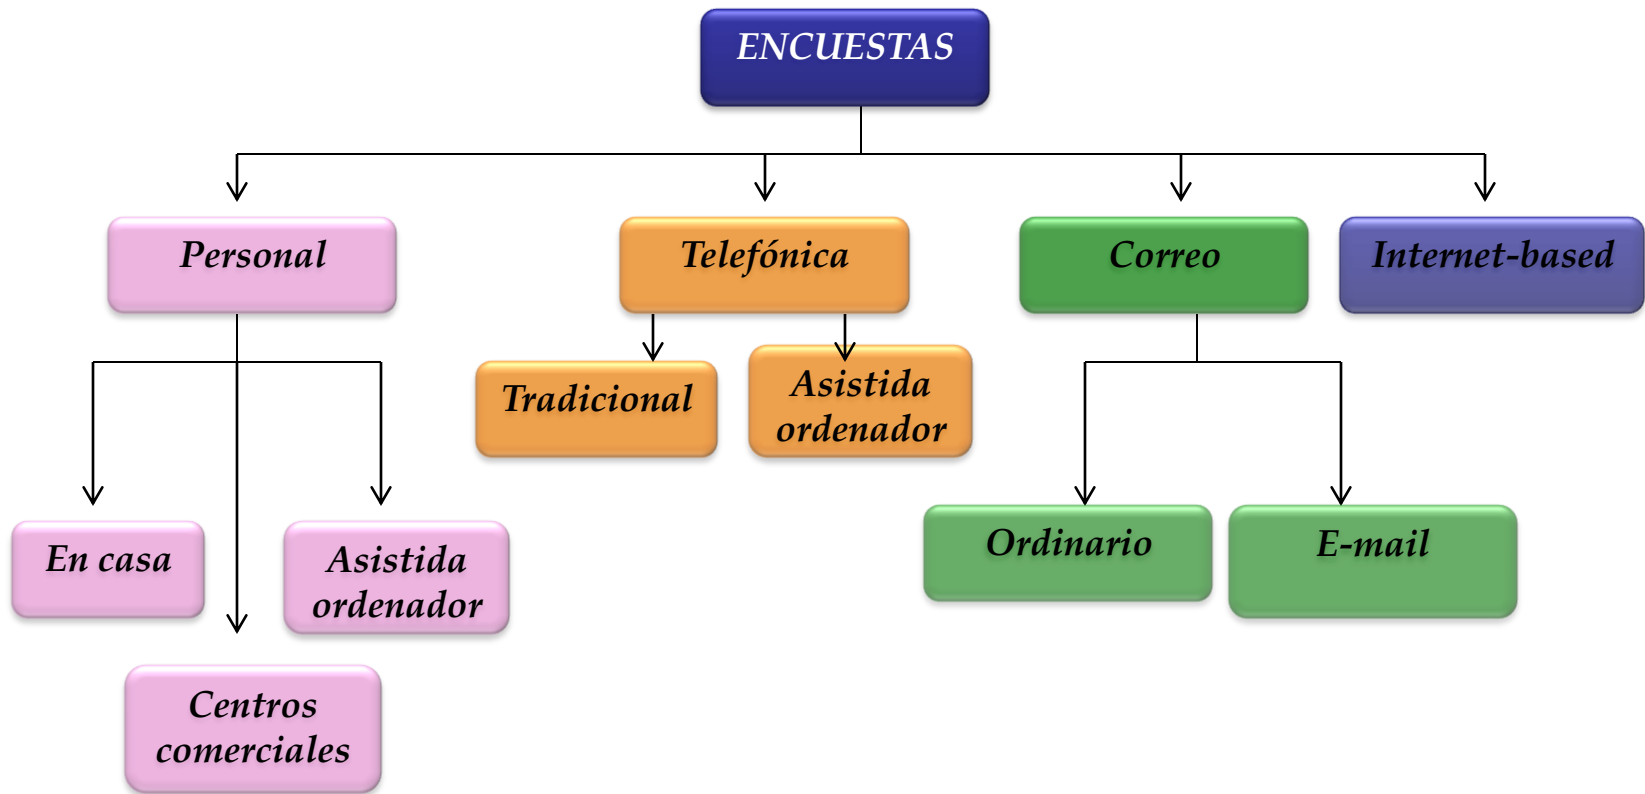 ENCUESTAS
Personal
Telefónica
Correo
Internet-based
Tradicional
Asistida
ordenador
En casa
Asistida
ordenador
Ordinario
E-mail
Centros
comerciales